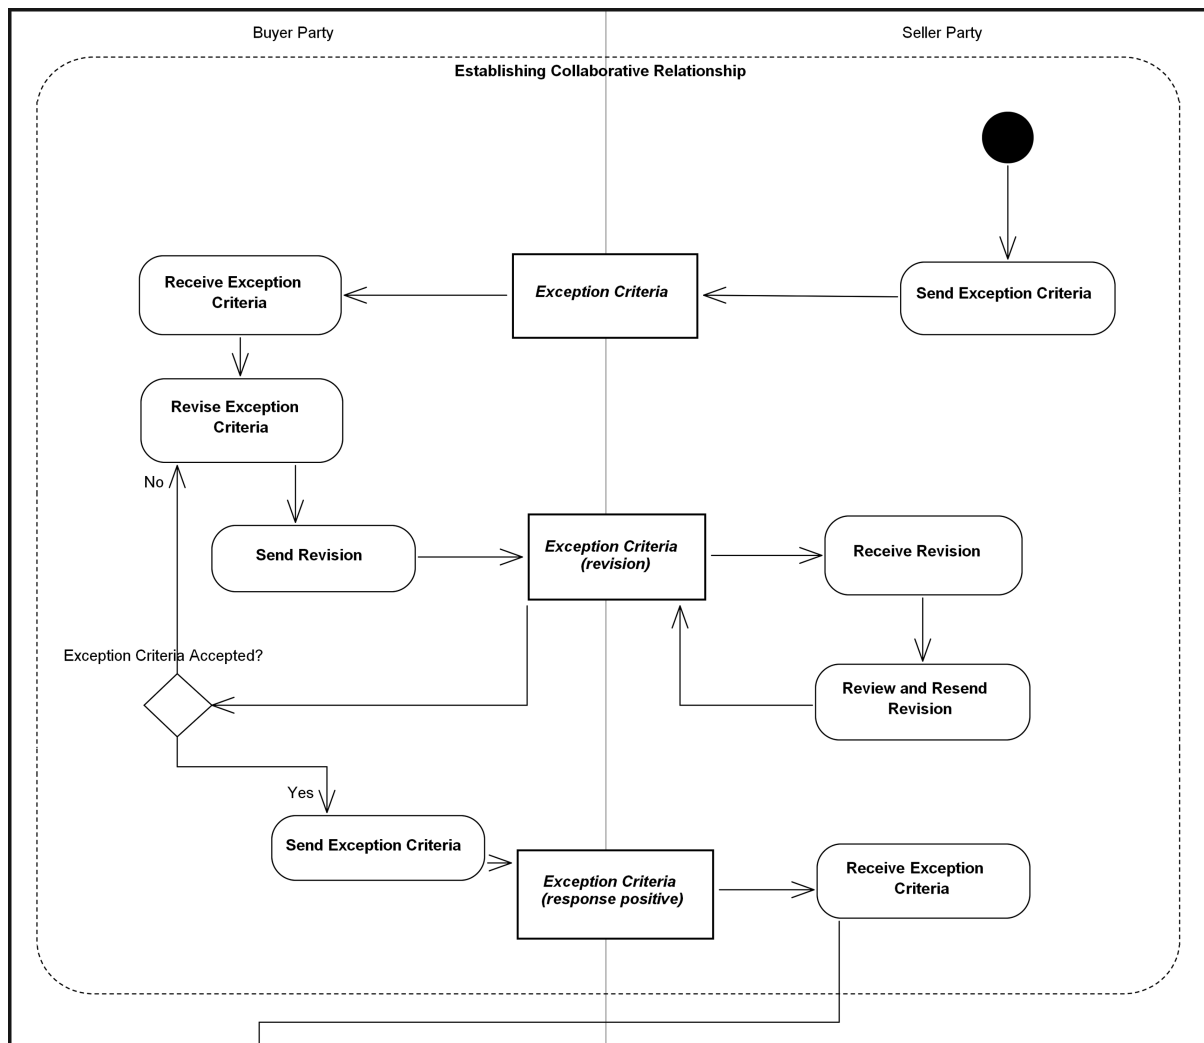 Buyer Party
Seller Party
Establishing Collaborative Relationship
Receive Exception
Criteria
Exception Criteria
Send Exception Criteria
Revise Exception
Criteria
No
Send Revision
Exception Criteria
(revision)
Receive Revision
Exception Criteria Accepted?
Review and Resend
Revision
Yes
Send Exception Criteria
Exception Criteria
(response positive)
Receive Exception
Criteria